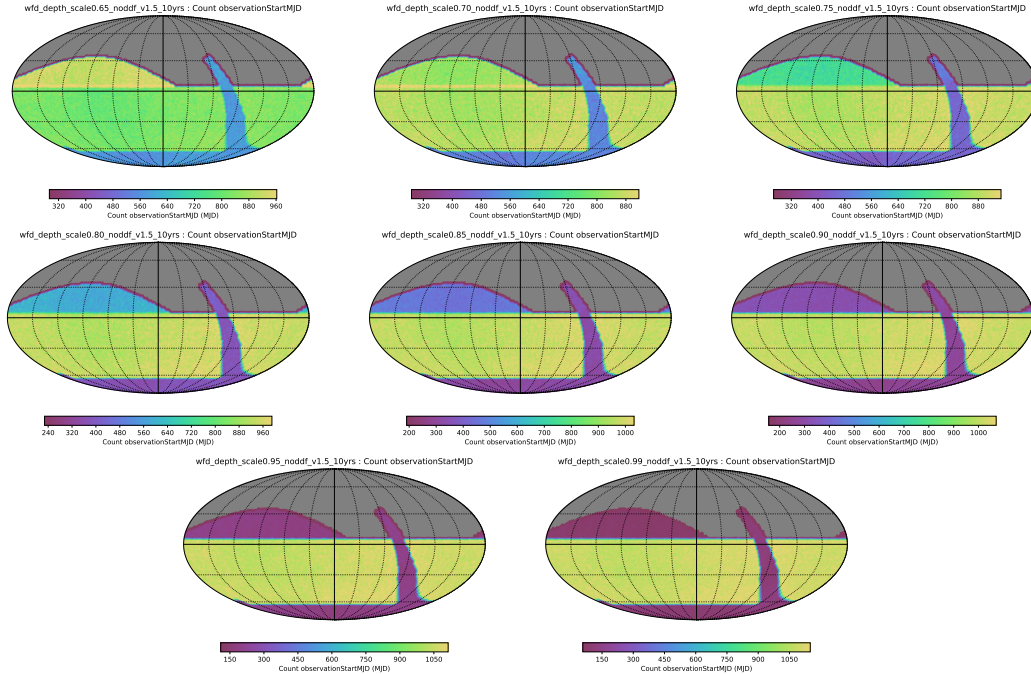 wfd_depth_scale0.65_noddf_v1.5_10yrs : Count observationStartMJD
320 400 480 560 640 720 800 880 960
Count observationStartMJD (MJD)
wfd_depth_scale0.70_noddf_v1.5_10yrs : Count observationStartMJD
320 400 480 560 640 720 800 880
Count observationStartMJD (MJD)
wfd_depth_scale0.75_noddf_v1.5_10yrs : Count observationStartMJD
320 400 480 560 640 720 800 880
Count observationStartMJD (MJD)
wfd_depth_scale0.80_noddf_v1.5_10yrs : Count observationStartMJD
240 320 400 480 560 640 720 800 880 960
Count observationStartMJD (MJD)
wfd_depth_scale0.85_noddf_v1.5_10yrs : Count observationStartMJD
200 300 400 500 600 700 800 900 1000
Count observationStartMJD (MJD)
wfd_depth_scale0.90_noddf_v1.5_10yrs : Count observationStartMJD
200 300 400 500 600 700 800 900 1000
Count observationStartMJD (MJD)
wfd_depth_scale0.95_noddf_v1.5_10yrs : Count observationStartMJD
150 300 450 600 750 900 1050
Count observationStartMJD (MJD)
wfd_depth_scale0.99_noddf_v1.5_10yrs : Count observationStartMJD
150 300 450 600 750 900 1050
Count observationStartMJD (MJD)